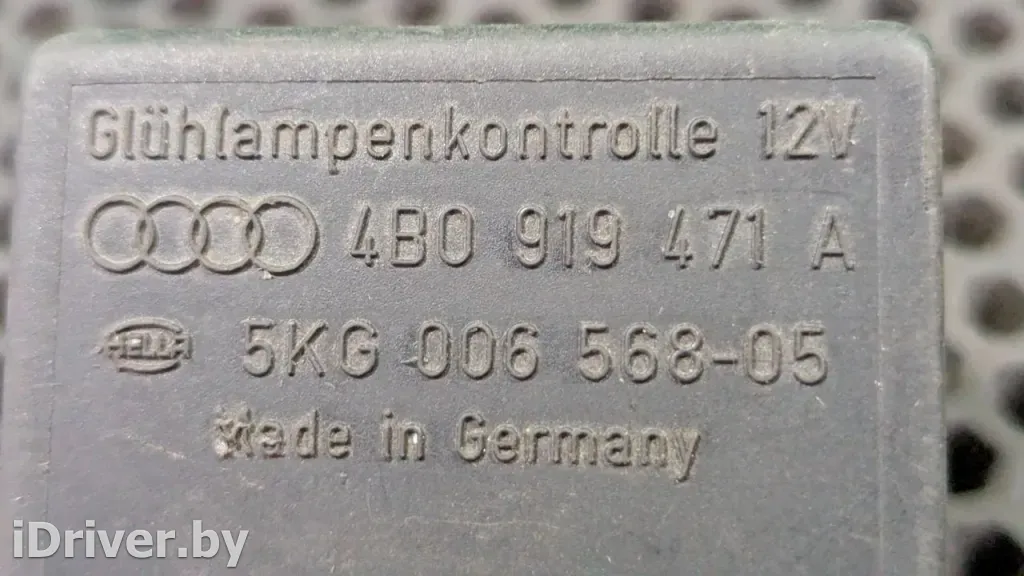 Glühlampenkontrolle 12V
4B0 919 471 A
HELLA 5KG 006 568-05
Made in Germany
iDriver.by